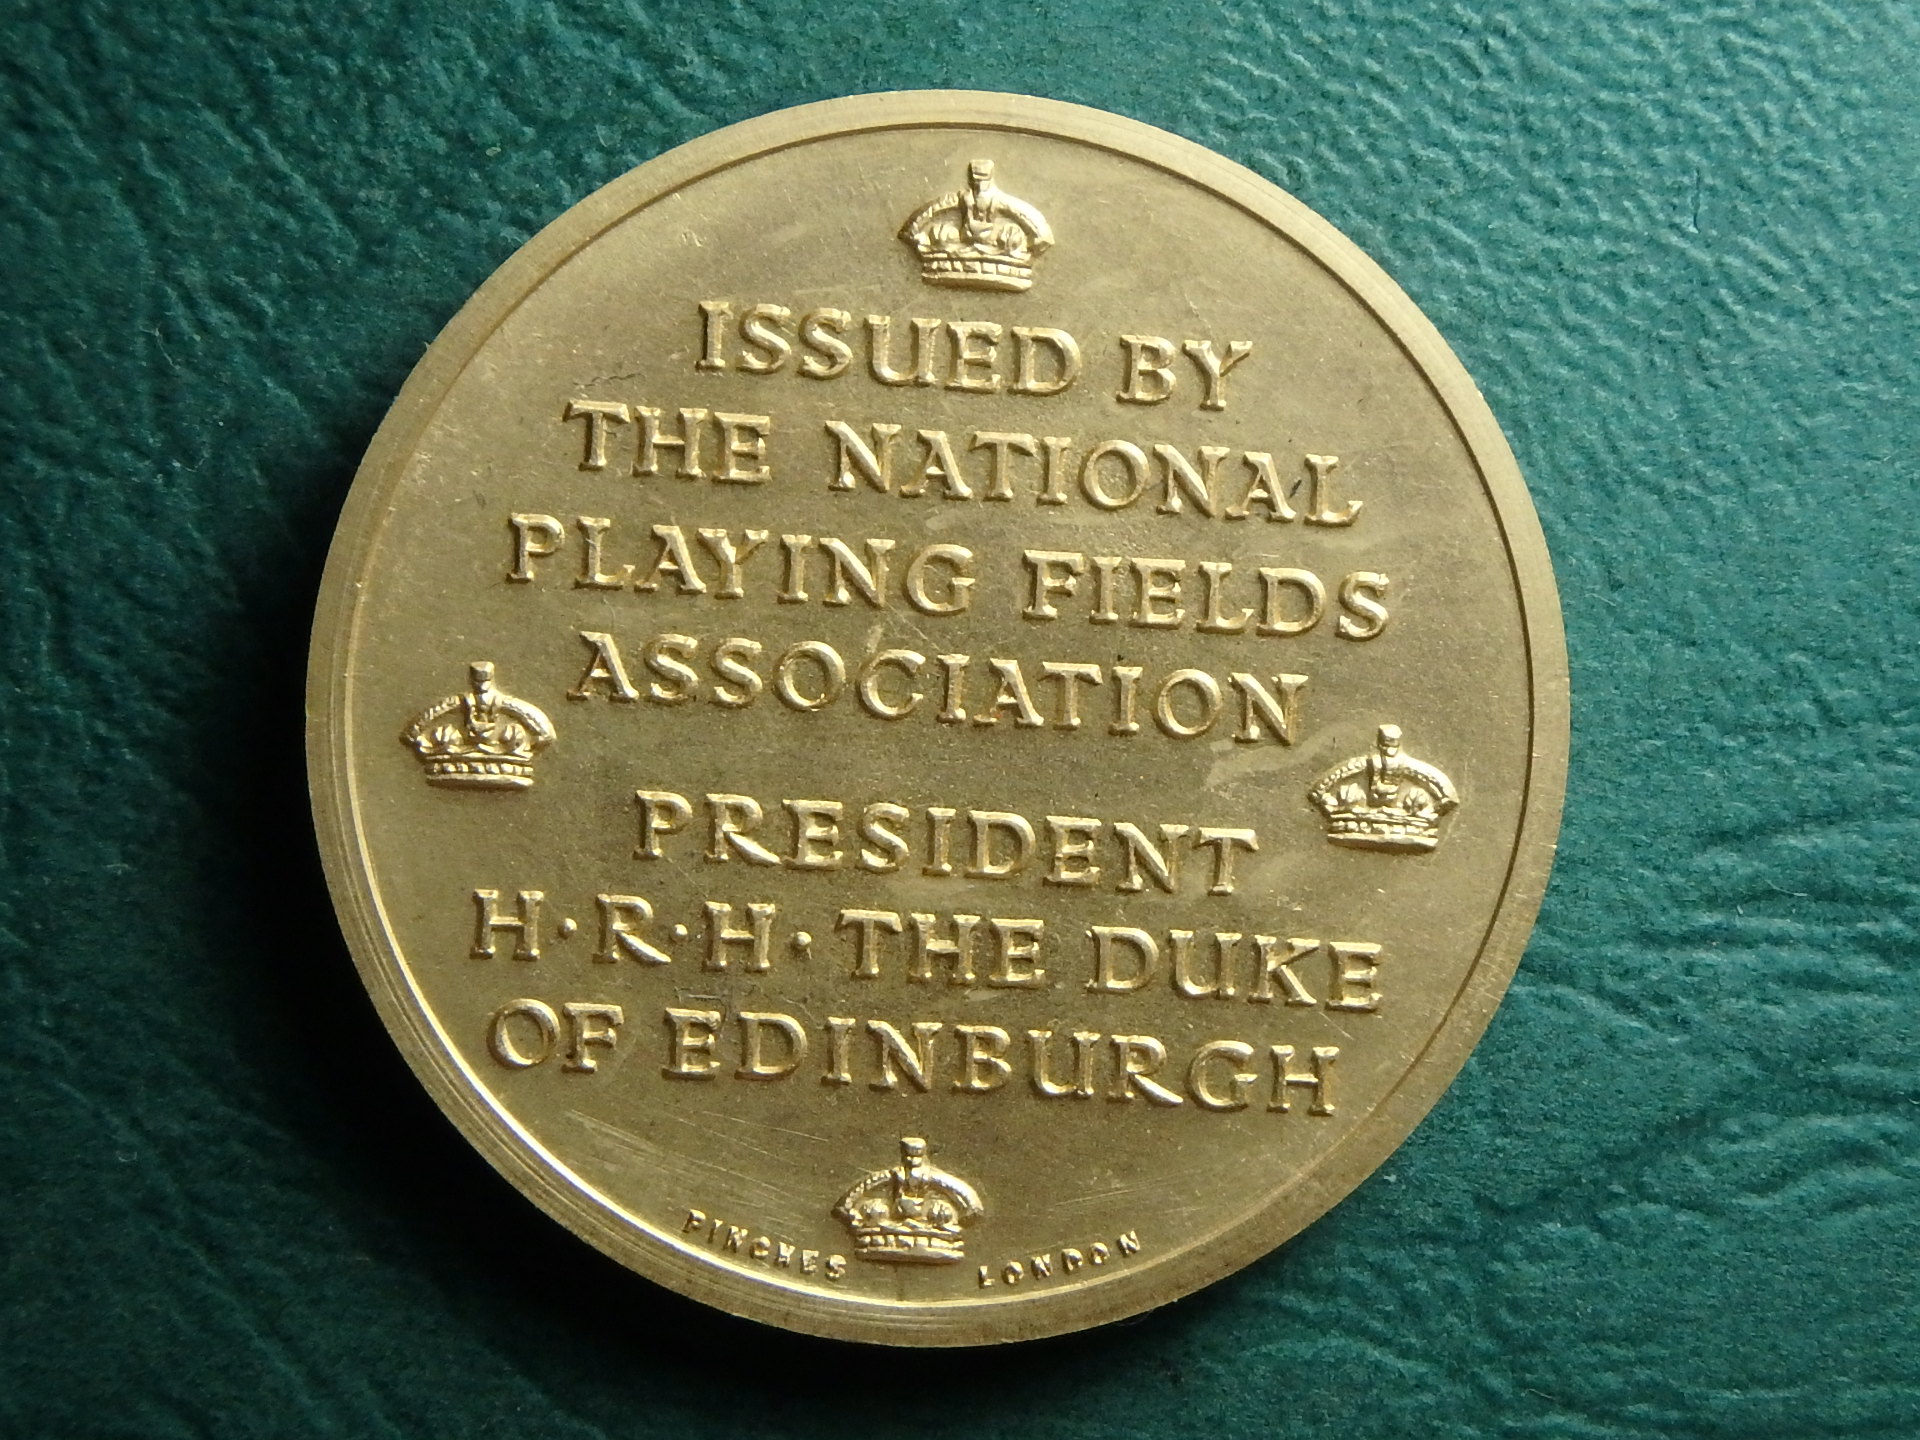 ISSUED BY
THE NATIONAL
PLAYING FIELDS
ASSOCIATION
PRESIDENT
H·R·H· THE DUKE
OF EDINBURGH
PINCHES LONDON